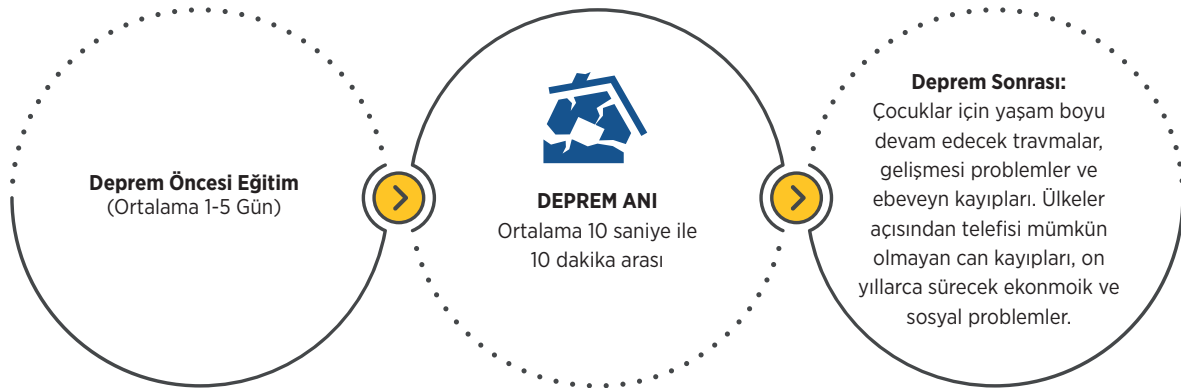 Deprem Öncesi Eğitim
(Ortalama 1-5 Gün)
DEPREM ANI
Ortalama 10 saniye ile
10 dakika arası
Deprem Sonrası:
Çocuklar için yaşam boyu
devam edecek travmalar,
gelişmesi problemler ve
ebeveyn kayıpları. Ülkeler
açısından telefisi mümkün
olmayan can kayıpları, on
yıllarca sürecek ekonmoik ve
sosyal problemler.